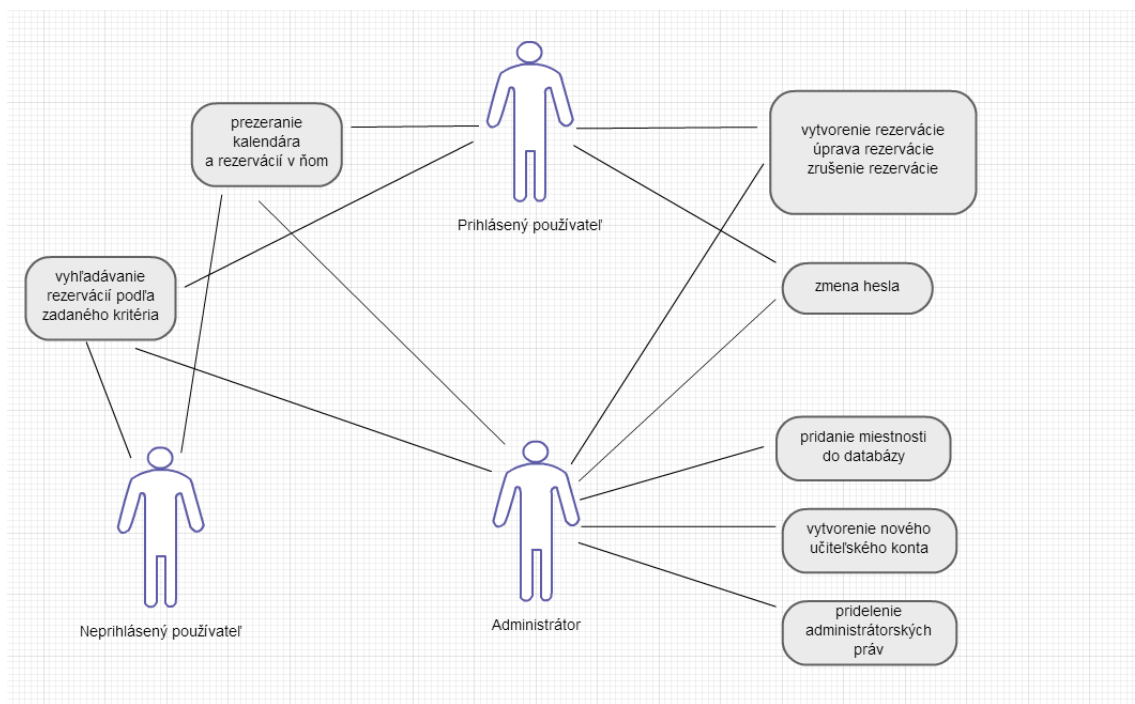 prezeranie
kalendára
a rezervácií v ňom
vytvorenie rezervácie
úprava rezervácie
zrušenie rezervácie
Prihlásený používateľ
vyhľadávanie
rezervácií podľa
zadaného kritéria
zmena hesla
pridanie miestnosti
do databázy
vytvorenie nového
učiteľského konta
pridelenie
administrátorských
práv
Neprihlásený používateľ
Administrátor